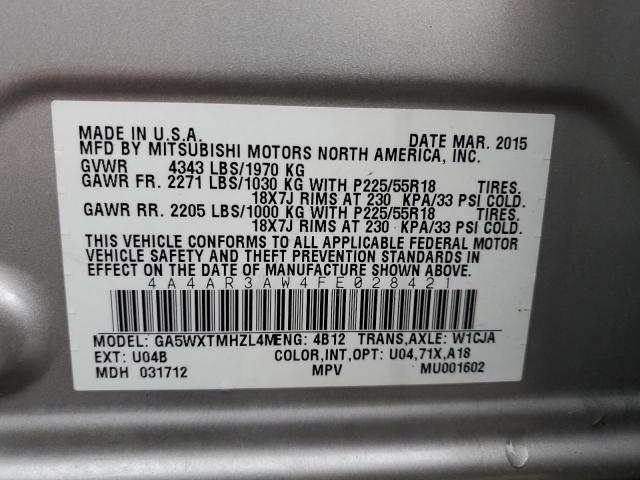 MADE IN U.S.A. DATE MAR. 2015
MFD BY MITSUBISHI MOTORS NORTH AMERICA, INC.
GVWR 4343 LBS/1970 KG
GAWR FR. 2271 LBS/1030 KG WITH P225/55R18 TIRES.
18X7J RIMS AT 230 KPA/33 PSI COLD.
GAWR RR. 2205 LBS/1000 KG WITH P225/55R18 TIRES.
18X7J RIMS AT 230 KPA/33 PSI COLD.
THIS VEHICLE CONFORMS TO ALL APPLICABLE FEDERAL MOTOR
VEHICLE SAFETY AND THEFT PREVENTION STANDARDS IN
EFFECT ON THE DATE OF MANUFACTURE SHOWN ABOVE.
4A4AR3AW4FE028421
MODEL: GA5WXTMHZL4M ENG: 4B12 TRANS,AXLE: W1CJA
EXT: U04B COLOR,INT,OPT: U04,71X,A18
MDH 031712 MPV MU001602